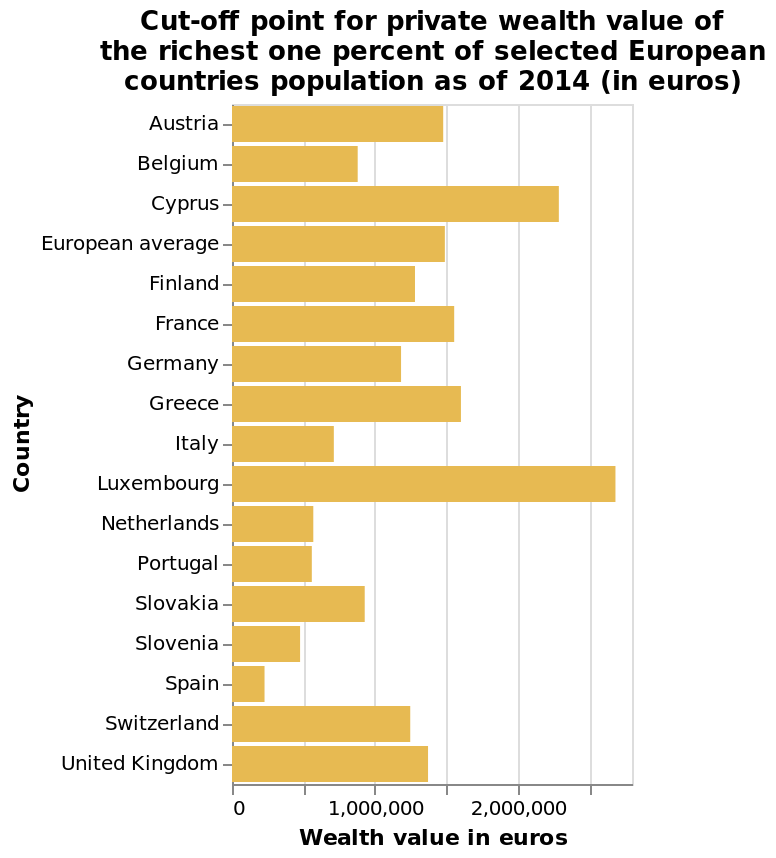 Cut-off point for private wealth value of
the richest one percent of selected European
countries population as of 2014 (in euros)
Country
Austria
Belgium
Cyprus
European average
Finland
France
Germany
Greece
Italy
Luxembourg
Netherlands
Portugal
Slovakia
Slovenia
Spain
Switzerland
United Kingdom
0 1,000,000 2,000,000
Wealth value in euros